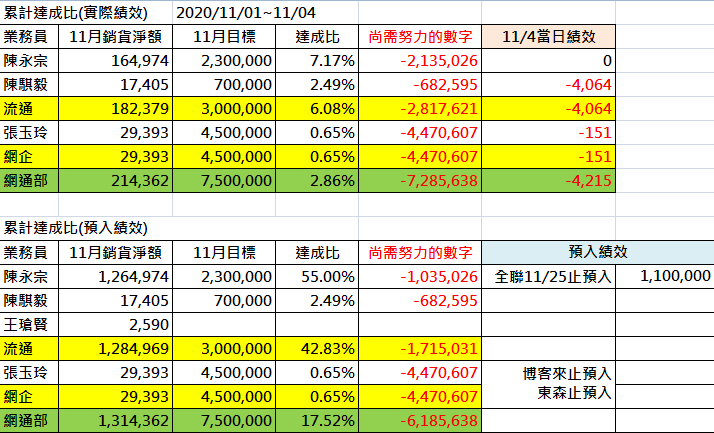 累計達成比(實際績效) 2020/11/01~11/04
業務員 11月銷貨淨額 11月目標 達成比 尚需努力的數字 11/4當日績效
陳永宗 164,974 2,300,000 7.17% -2,135,026 0
陳騏毅 17,405 700,000 2.49% -682,595 -4,064
流通 182,379 3,000,000 6.08% -2,817,621 -4,064
張玉玲 29,393 4,500,000 0.65% -4,470,607 -151
網企 29,393 4,500,000 0.65% -4,470,607 -151
網通部 214,362 7,500,000 2.86% -7,285,638 -4,215
累計達成比(預入績效)
業務員 11月銷貨淨額 11月目標 達成比 尚需努力的數字 預入績效
陳永宗 1,264,974 2,300,000 55.00% -1,035,026 全聯11/25止預入 1,100,000
陳騏毅 17,405 700,000 2.49% -682,595
王瑲賢 2,590
流通 1,284,969 3,000,000 42.83% -1,715,031
張玉玲 29,393 4,500,000 0.65% -4,470,607 博客來止預入
網企 29,393 4,500,000 0.65% -4,470,607 東森止預入
網通部 1,314,362 7,500,000 17.52% -6,185,638